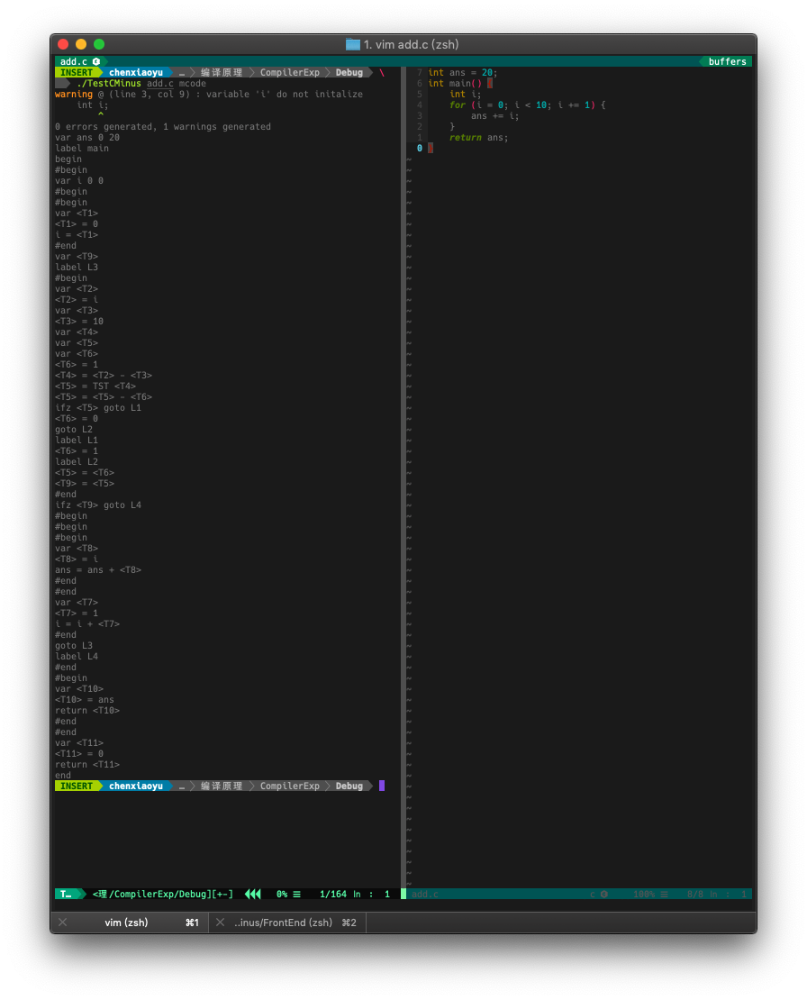 1. vim add.c (zsh)
add.c
buffers
INSERT chenxiaoyu … 编译原理 CompilerExp Debug \
./TestCMinus add.c mcode
warning @ (line 3, col 9) : variable 'i' do not initalize
    int i;
        ^
0 errors generated, 1 warnings generated
var ans 0 20
label main
begin
#begin
var i 0 0
#begin
#begin
var <T1>
<T1> = 0
i = <T1>
#end
var <T9>
label L3
#begin
var <T2>
<T2> = i
var <T3>
<T3> = 10
var <T4>
var <T5>
var <T6>
<T6> = 1
<T4> = <T2> - <T3>
<T5> = TST <T4>
<T5> = <T5> - <T6>
ifz <T5> goto L1
<T6> = 0
goto L2
label L1
<T6> = 1
label L2
<T5> = <T6>
<T9> = <T5>
#end
ifz <T9> goto L4
#begin
#begin
#begin
var <T8>
<T8> = i
ans = ans + <T8>
#end
#end
var <T7>
<T7> = 1
i = i + <T7>
#end
goto L3
label L4
#end
#begin
var <T10>
<T10> = ans
return <T10>
#end
#end
var <T11>
<T11> = 0
return <T11>
end
INSERT chenxiaoyu … 编译原理 CompilerExp Debug
7 int ans = 20;
6 int main() {
5     int i;
4     for (i = 0; i < 10; i += 1) {
3         ans += i;
2     }
1     return ans;
0 }
T… <理/CompilerExp/Debug][+-] 0% ☰ 1/164 ln : 1
add.c c 100% ☰ 8/8 ln : 1
vim (zsh) ⌘1
..inus/FrontEnd (zsh) ⌘2